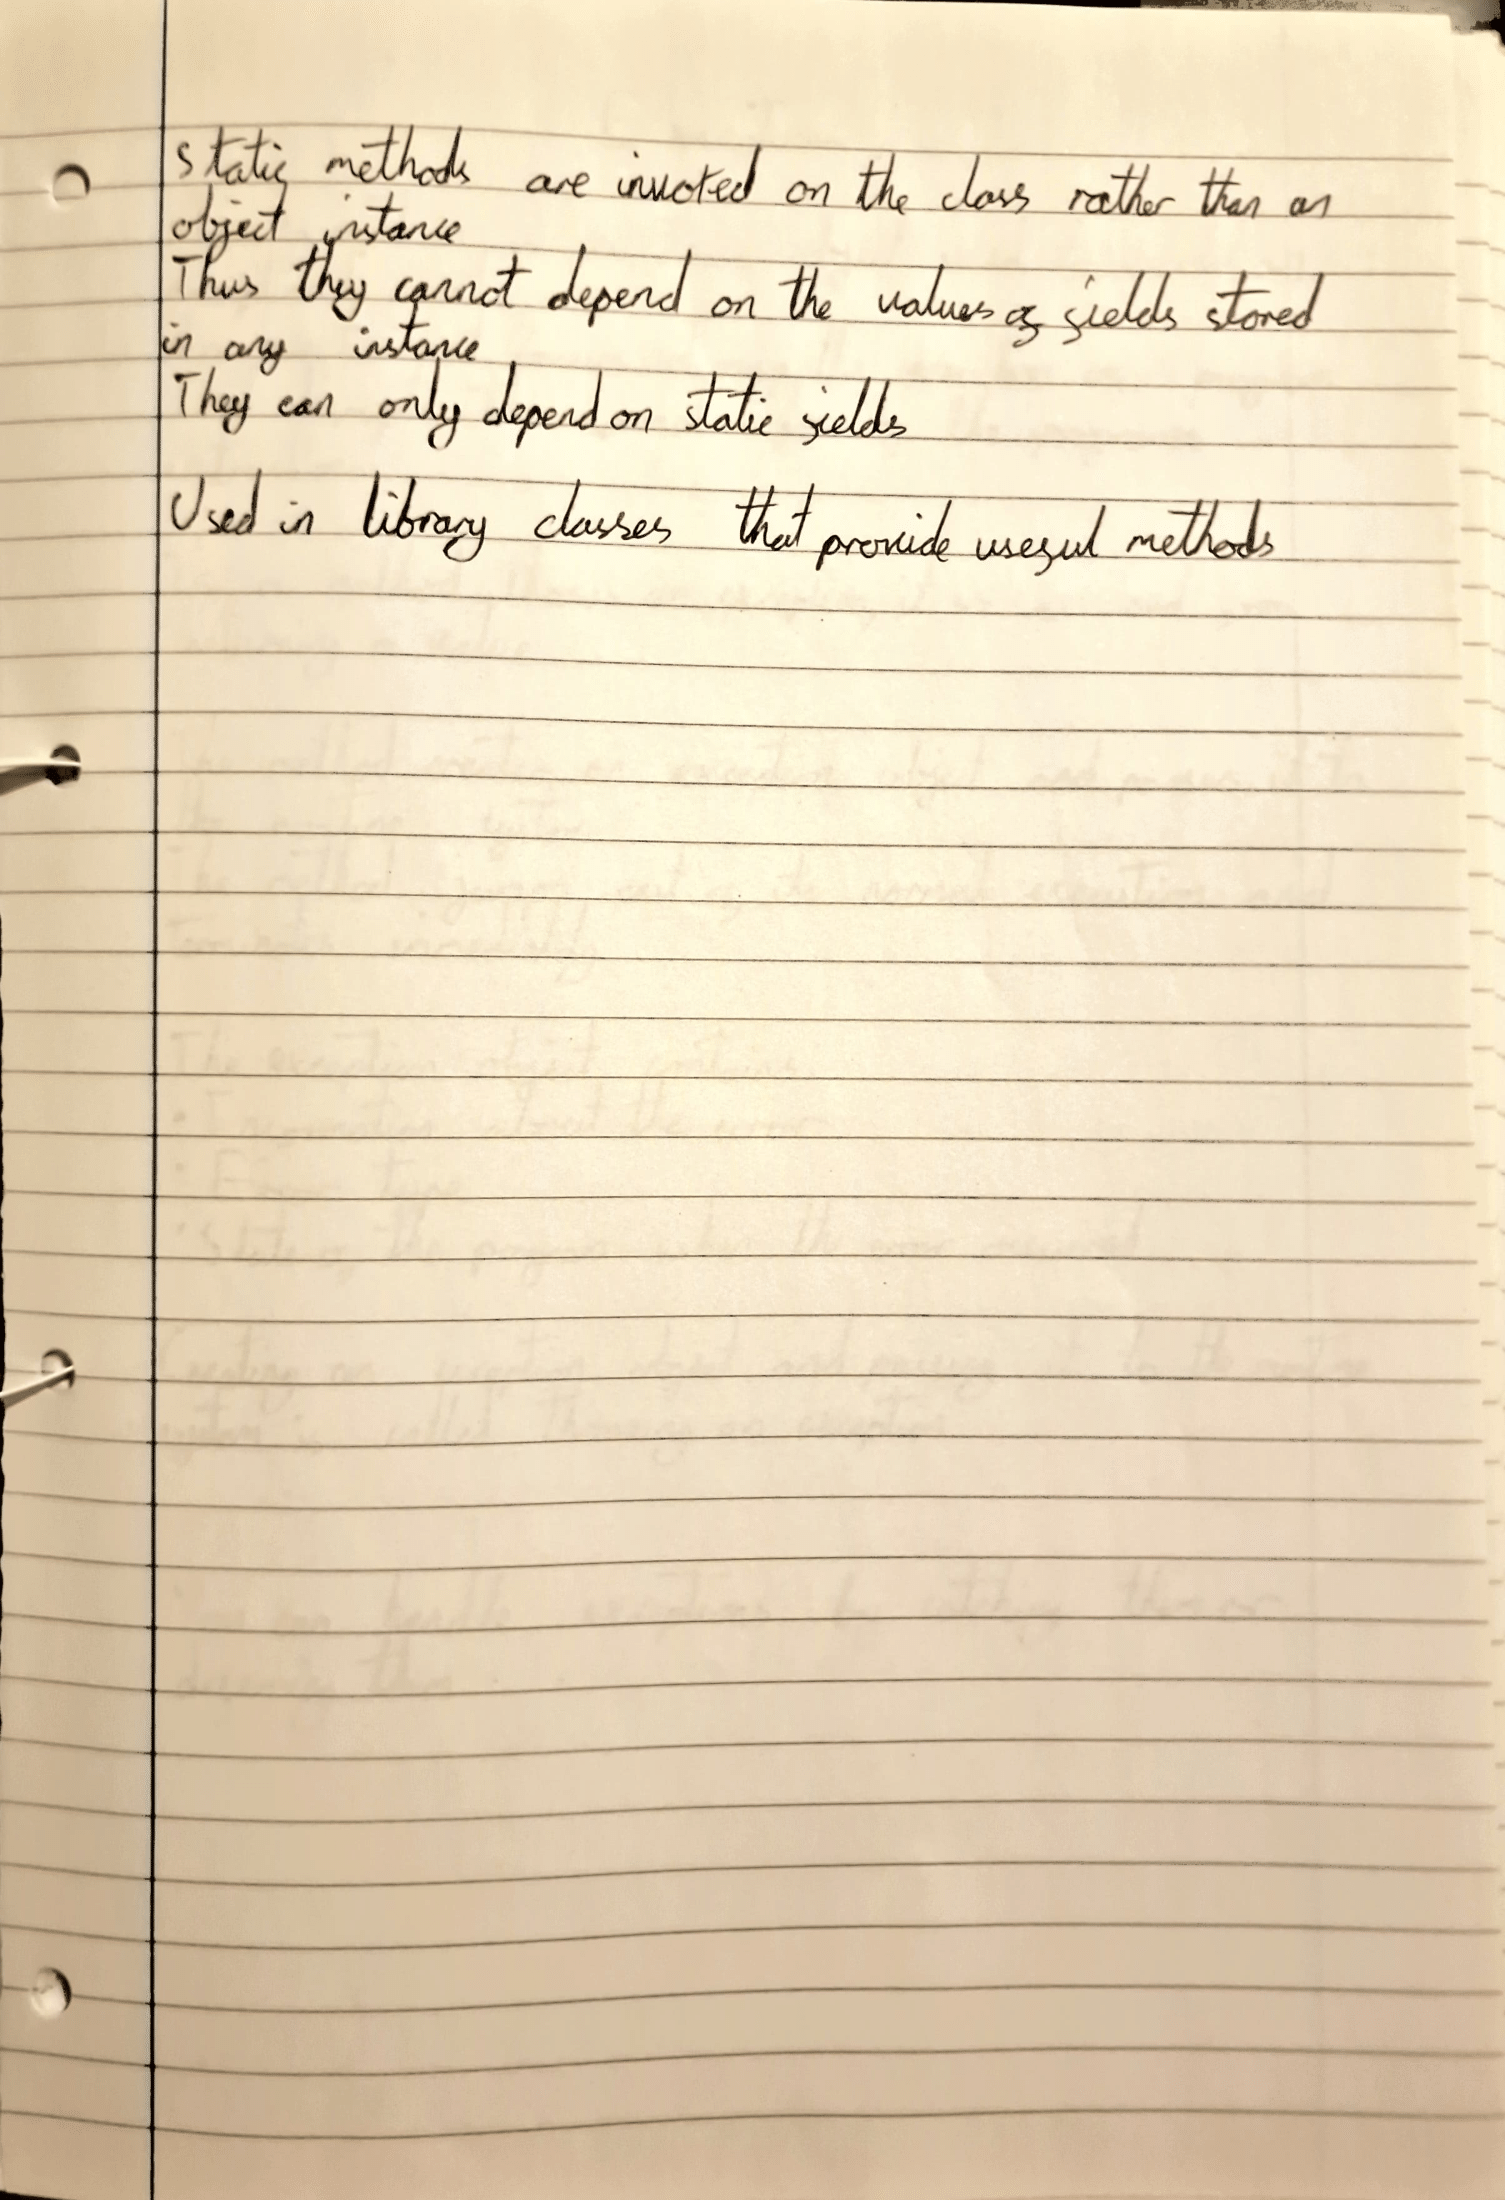 Static methods are invoked on the class rather than an
object instance
Thus they cannot depend on the values of fields stored
in any instance
They can only depend on static fields
Used in library classes that provide useful methods